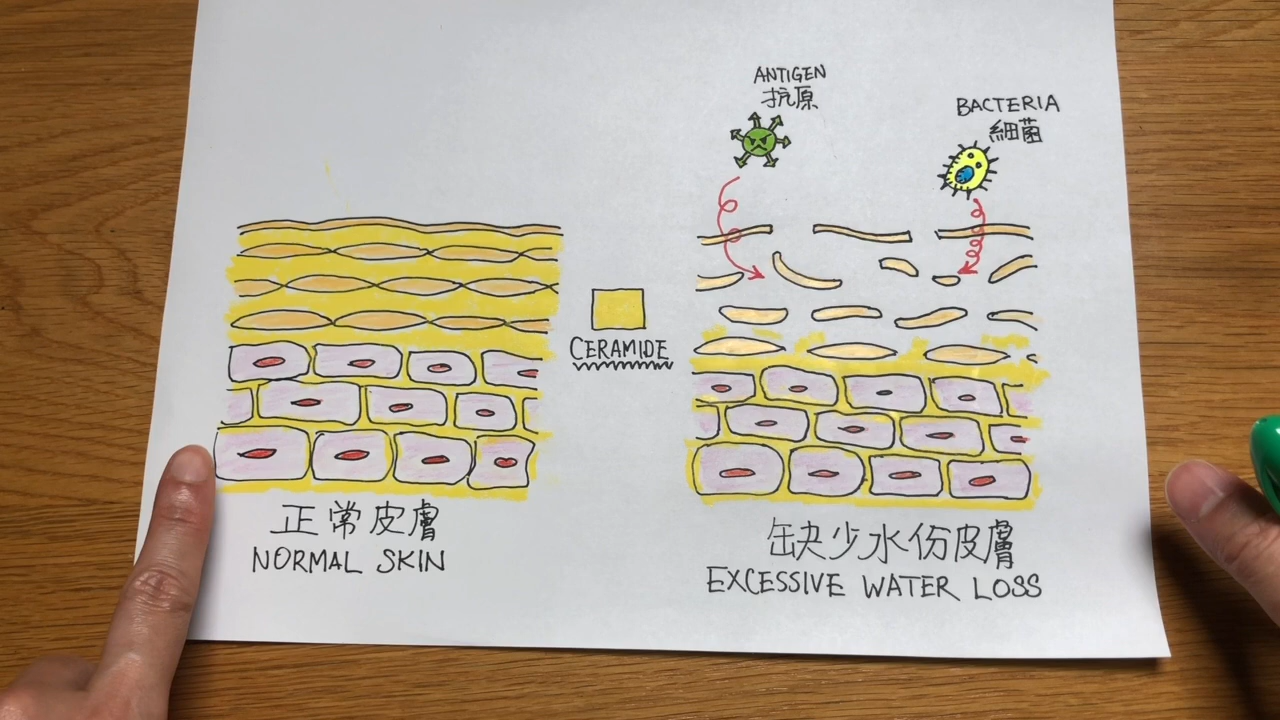 ANTIGEN
抗原
BACTERIA
細菌
CERAMIDE
正常皮膚
NORMAL SKIN
缺少水份皮膚
EXCESSIVE WATER LOSS